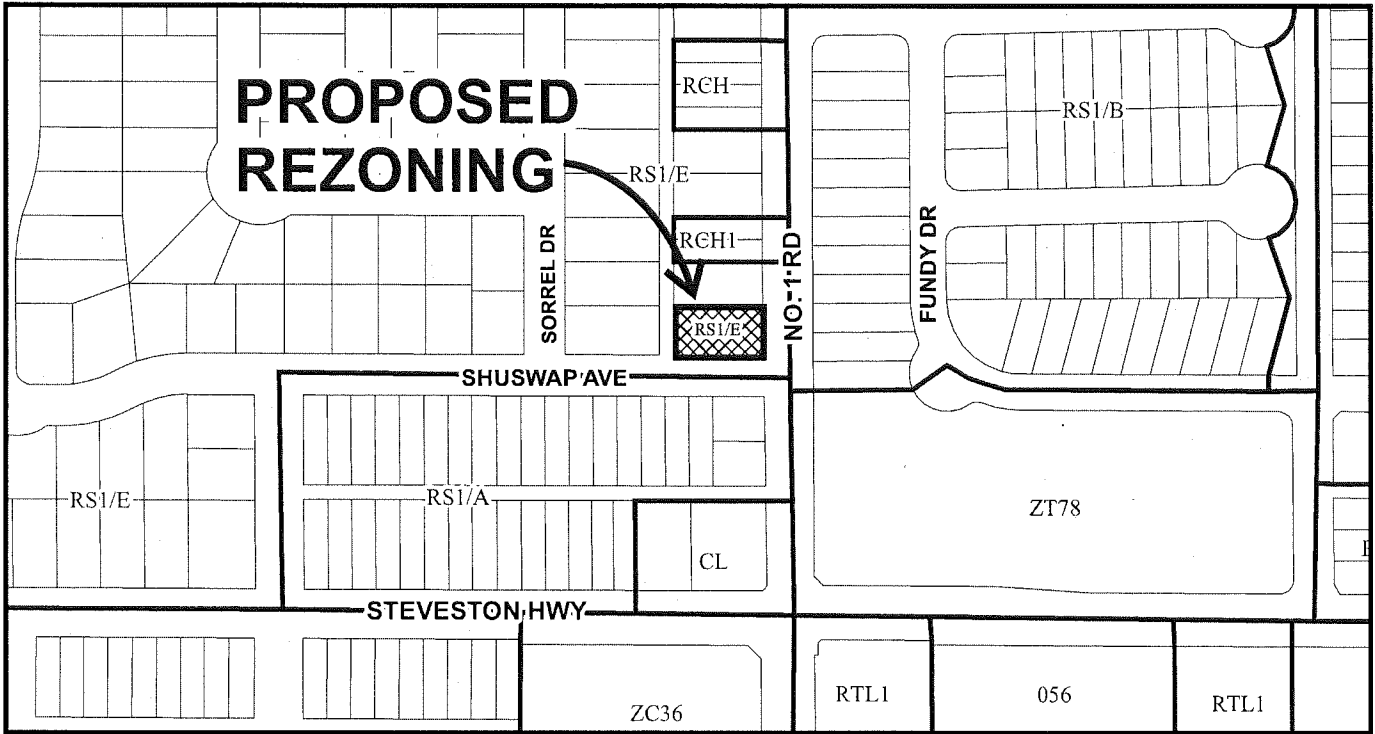 RCH
PROPOSED
REZONING
RS1/B
RS1/E
RCH1
SORREL DR
NO. 1 RD
FUNDY DR
RS1/E
SHUSWAP AVE
RS1/E
RS1/A
ZT78
CL
STEVESTON HWY
RTL1
056
RTL1
ZC36